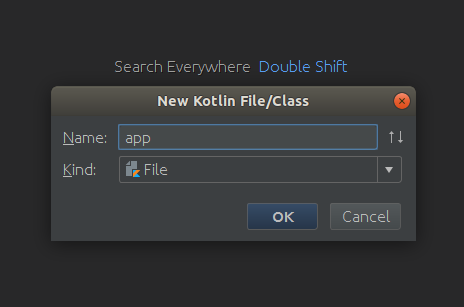 Search Everywhere Double Shift
New Kotlin File/Class
Name: app
Kind: File
OK Cancel